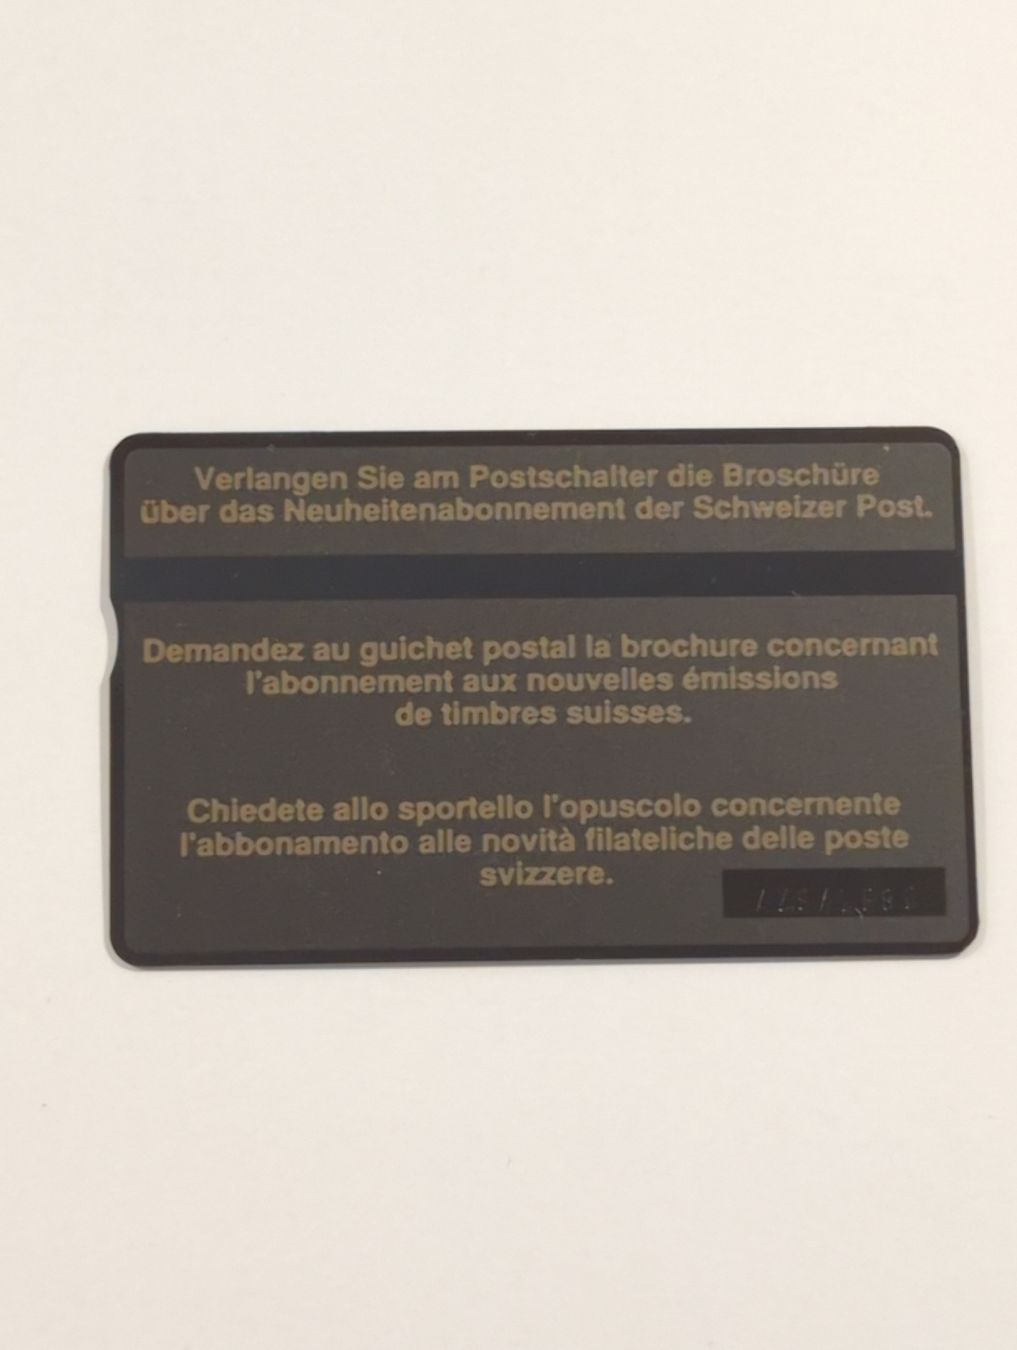 Verlangen Sie am Postschalter die Broschüre
über das Neuheitenabonnement der Schweizer Post.
Demandez au guichet postal la brochure concernant
l'abonnement aux nouvelles émissions
de timbres suisses.
Chiedete allo sportello l'opuscolo concernente
l'abbonamento alle novità filateliche delle poste
svizzere.